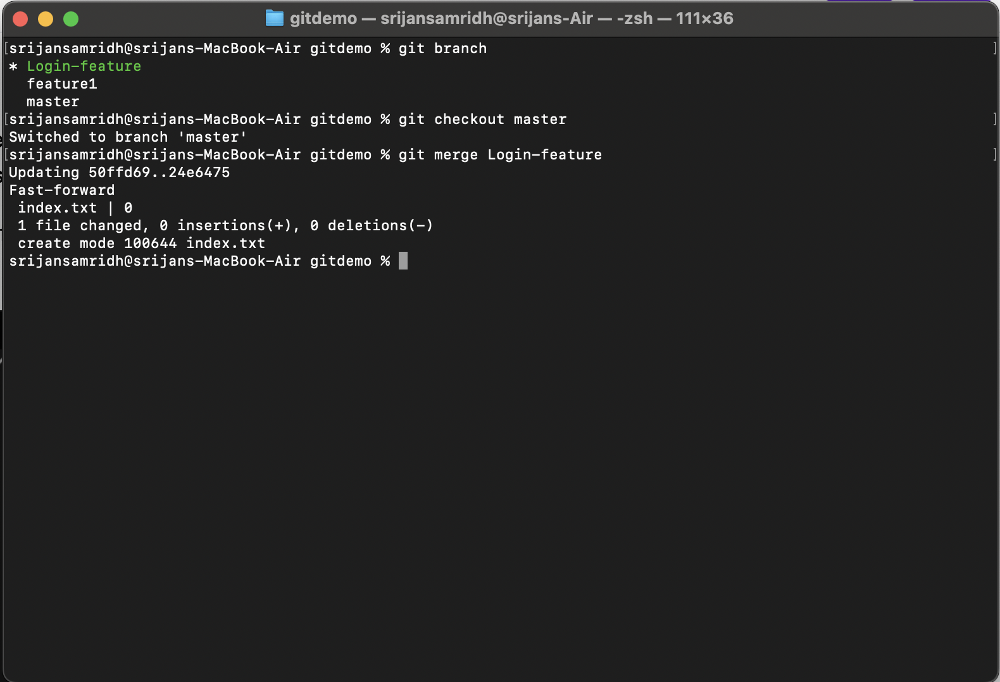 gitdemo — srijansamridh@srijans-Air — -zsh — 111×36
[srijansamridh@srijans-MacBook-Air gitdemo % git branch ]
* Login-feature
feature1
master
[srijansamridh@srijans-MacBook-Air gitdemo % git checkout master ]
Switched to branch 'master'
[srijansamridh@srijans-MacBook-Air gitdemo % git merge Login-feature ]
Updating 50ffd69..24e6475
Fast-forward
index.txt | 0
1 file changed, 0 insertions(+), 0 deletions(-)
create mode 100644 index.txt
srijansamridh@srijans-MacBook-Air gitdemo %